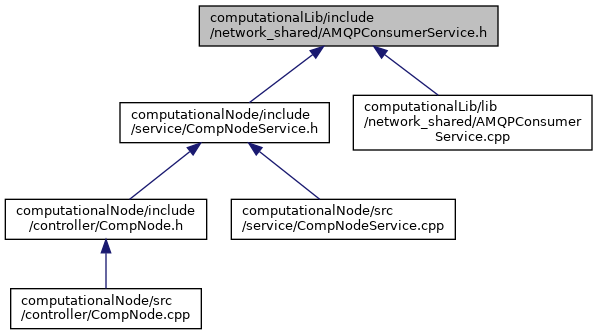 computationalLib/include
/network_shared/AMQPConsumerService.h
computationalNode/include
/service/CompNodeService.h
computationalLib/lib
/network_shared/AMQPConsumer
Service.cpp
computationalNode/include
/controller/CompNode.h
computationalNode/src
/service/CompNodeService.cpp
computationalNode/src
/controller/CompNode.cpp